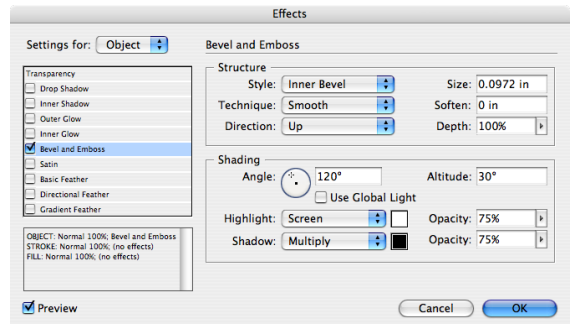 Effects
Settings for: Object
Transparency
Drop Shadow
Inner Shadow
Outer Glow
Inner Glow
Bevel and Emboss
Satin
Basic Feather
Directional Feather
Gradient Feather
OBJECT: Normal 100%; Bevel and Emboss
STROKE: Normal 100%; (no effects)
FILL: Normal 100%; (no effects)
Preview
Bevel and Emboss
Structure
Style: Inner Bevel Size: 0.0972 in
Technique: Smooth Soften: 0 in
Direction: Up Depth: 100%
Shading
Angle: 120° Altitude: 30°
Use Global Light
Highlight: Screen Opacity: 75%
Shadow: Multiply Opacity: 75%
Cancel OK